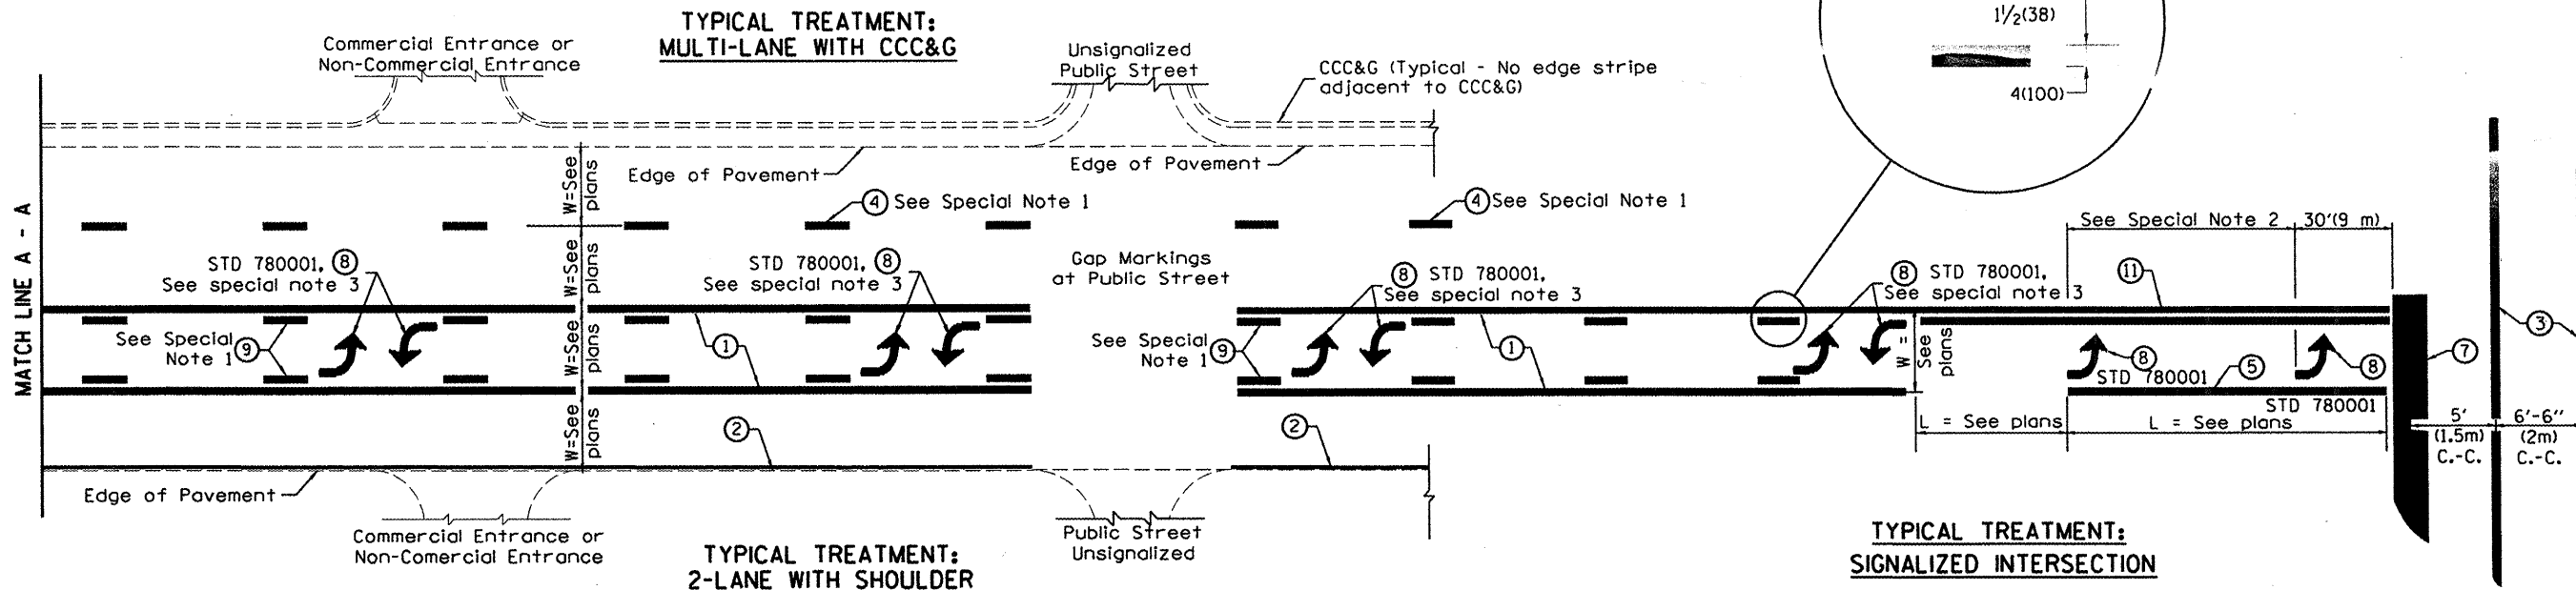 TYPICAL TREATMENT:
MULTI-LANE WITH CCC&G
Commercial Entrance or
Non-Commercial Entrance
Unsignalized
Public Street
CCC&G (Typical - No edge stripe
adjacent to CCC&G)
1 1/2(38)
4(100)
Edge of Pavement
Edge of Pavement
MATCH LINE A - A
W=See
plans
W=See
plans
W=See
plans
W=See
plans
4 See Special Note 1
4 See Special Note 1
STD 780001, 8
See special note 3
STD 780001, 8
See special note 3
Gap Markings
at Public Street
8 STD 780001,
See special note 3
8 STD 780001,
See special note 3
See Special Note 2
30'(9 m)
11
See Special
Note 1 9
1
See Special
Note 1 9
1
W =
See
plans
8
STD 780001
5
8
7
3
STD 780001
L = See plans
L = See plans
5'
(1.5m)
C.-C.
6'-6"
(2m)
C.-C.
2
2
Edge of Pavement
Commercial Entrance or
Non-Comercial Entrance
Public Street
Unsignalized
TYPICAL TREATMENT:
2-LANE WITH SHOULDER
TYPICAL TREATMENT:
SIGNALIZED INTERSECTION